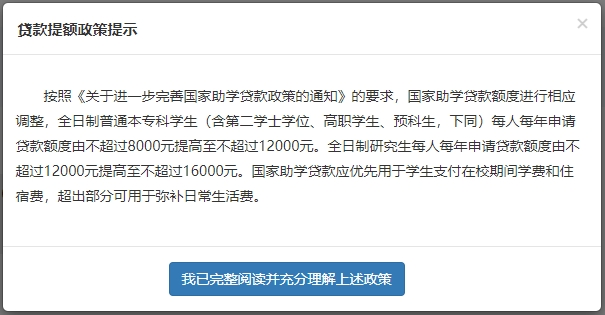 贷款提额政策提示
×
按照《关于进一步完善国家助学贷款政策的通知》的要求，国家助学贷款额度进行相应
调整，全日制普通本专科学生（含第二学士学位、高职学生、预科生，下同）每人每年申请
贷款额度由不超过8000元提高至不超过12000元。全日制研究生每人每年申请贷款额度由不
超过12000元提高至不超过16000元。国家助学贷款应优先用于学生支付在校期间学费和住
宿费，超出部分可用于弥补日常生活费。
我已完整阅读并充分理解上述政策